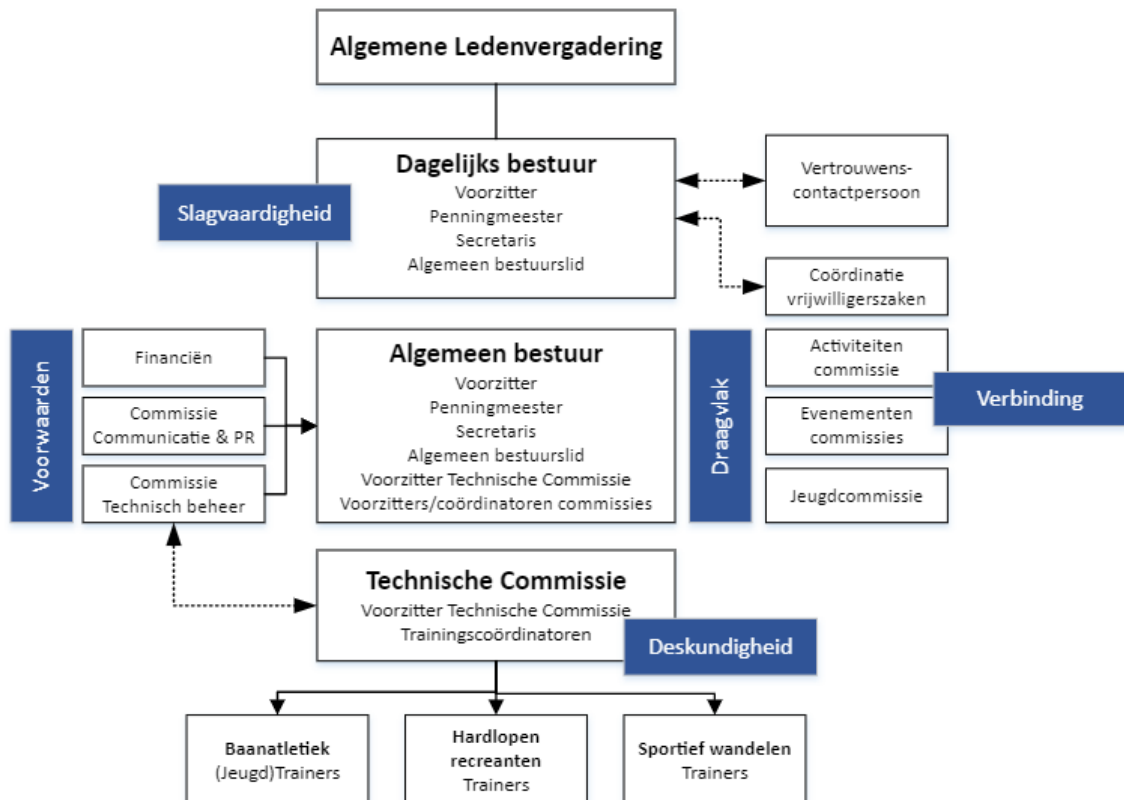 Algemene Ledenvergadering
Dagelijks bestuur
Voorzitter
Penningmeester
Secretaris
Algemeen bestuurslid
Slagvaardigheid
Vertrouwens-
contactpersoon
Coördinatie
vrijwilligerszaken
Voorwaarden
Financiën
Commissie
Communicatie & PR
Commissie
Technisch beheer
Algemeen bestuur
Voorzitter
Penningmeester
Secretaris
Algemeen bestuurslid
Voorzitter Technische Commissie
Voorzitters/coördinatoren commissies
Draagvlak
Activiteiten
commissie
Evenementen
commissies
Jeugdcommissie
Verbinding
Technische Commissie
Voorzitter Technische Commissie
Trainingscoördinatoren
Deskundigheid
Baanatletiek
(Jeugd)Trainers
Hardlopen
recreanten
Trainers
Sportief wandelen
Trainers